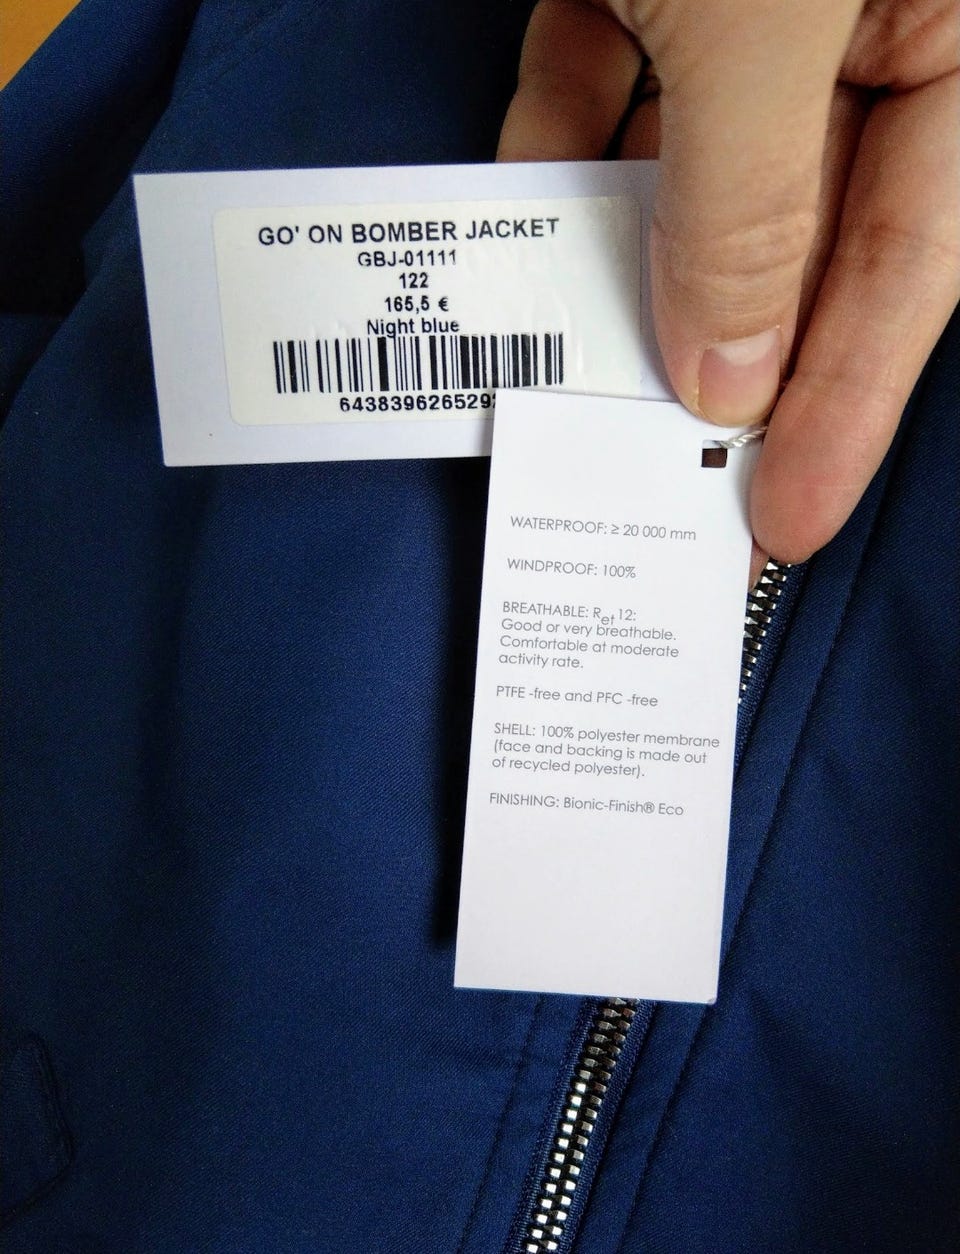 GO' ON BOMBER JACKET
GBJ-01111
122
165,5 €
Night blue
WATERPROOF: ≥ 20 000 mm
WINDPROOF: 100%
BREATHABLE: Ret 12:
Good or very breathable.
Comfortable at moderate
activity rate.
PTFE -free and PFC -free
SHELL: 100% polyester membrane
(face and backing is made out
of recycled polyester).
FINISHING: Bionic-Finish® Eco